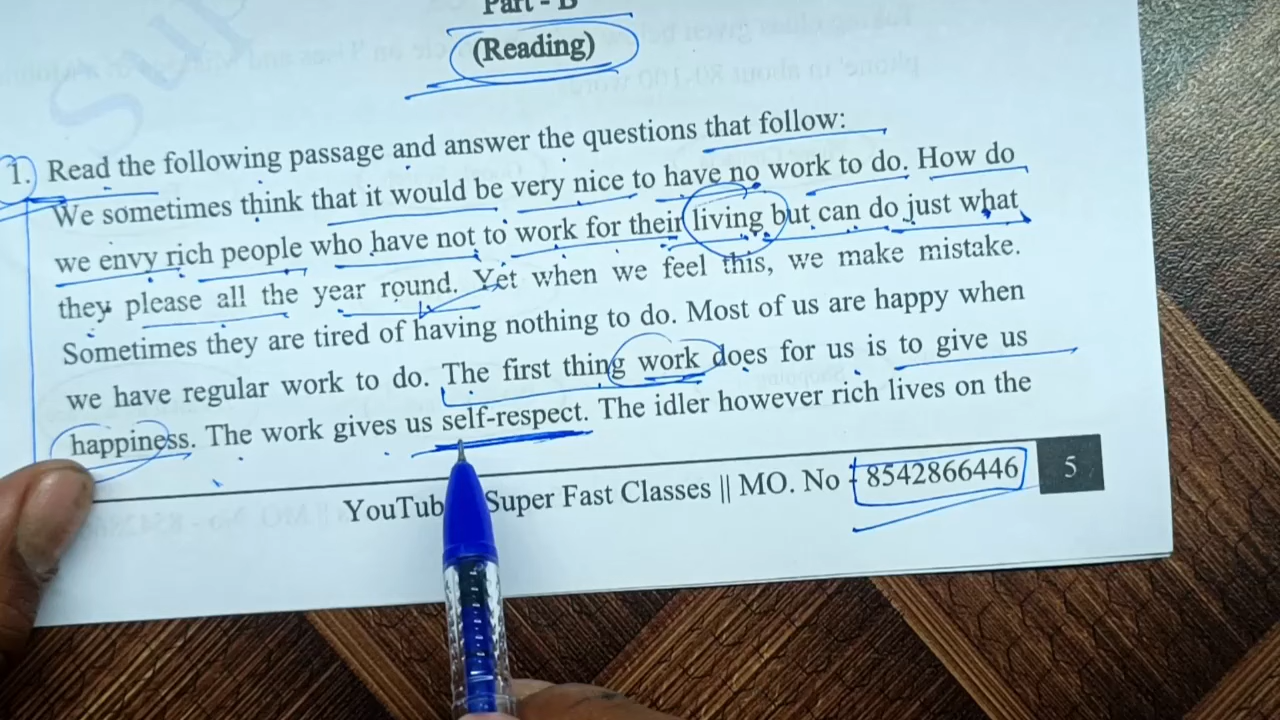 Part - B
(Reading)
1. Read the following passage and answer the questions that follow:
We sometimes think that it would be very nice to have no work to do. How do
we envy rich people who have not to work for their living but can do just what
they please all the year round. Yet when we feel this, we make mistake.
Sometimes they are tired of having nothing to do. Most of us are happy when
we have regular work to do. The first thing work does for us is to give us
happiness. The work gives us self-respect. The idler however rich lives on the
YouTub Super Fast Classes || MO. No : 8542866446 5